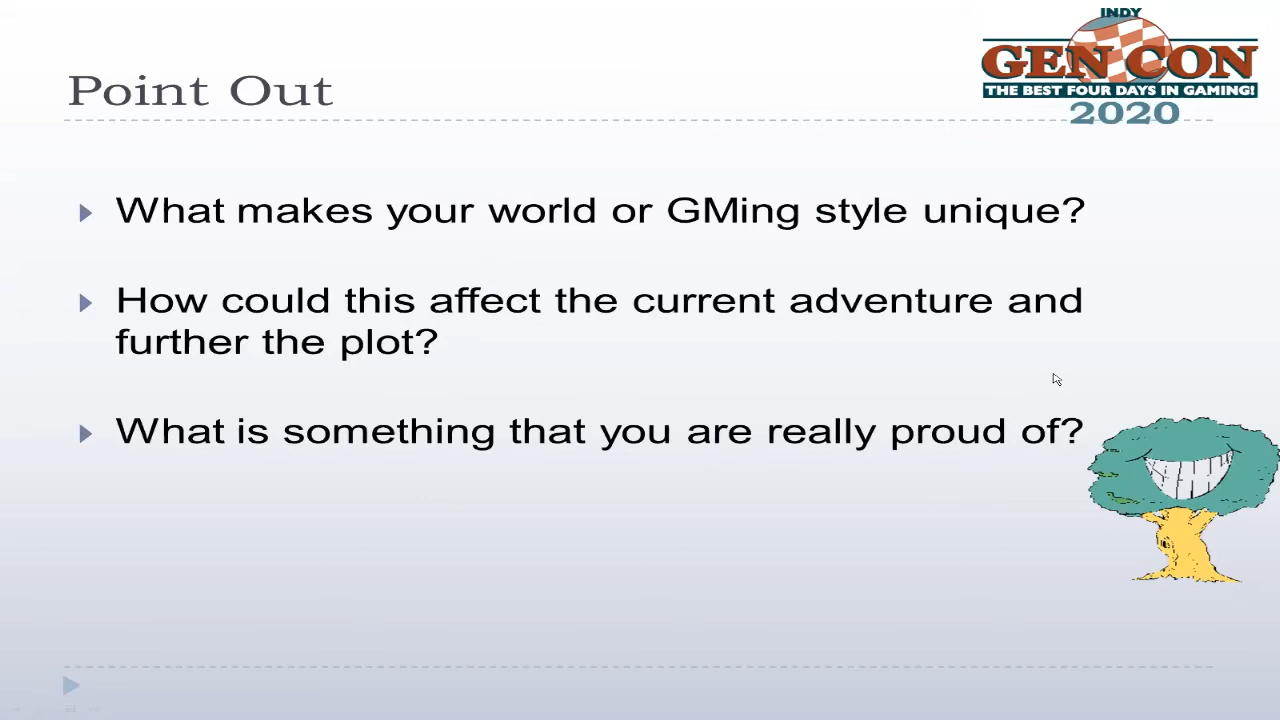 INDY
GEN CON
THE BEST FOUR DAYS IN GAMING!
2020
Point Out
What makes your world or GMing style unique?
How could this affect the current adventure and
further the plot?
What is something that you are really proud of?